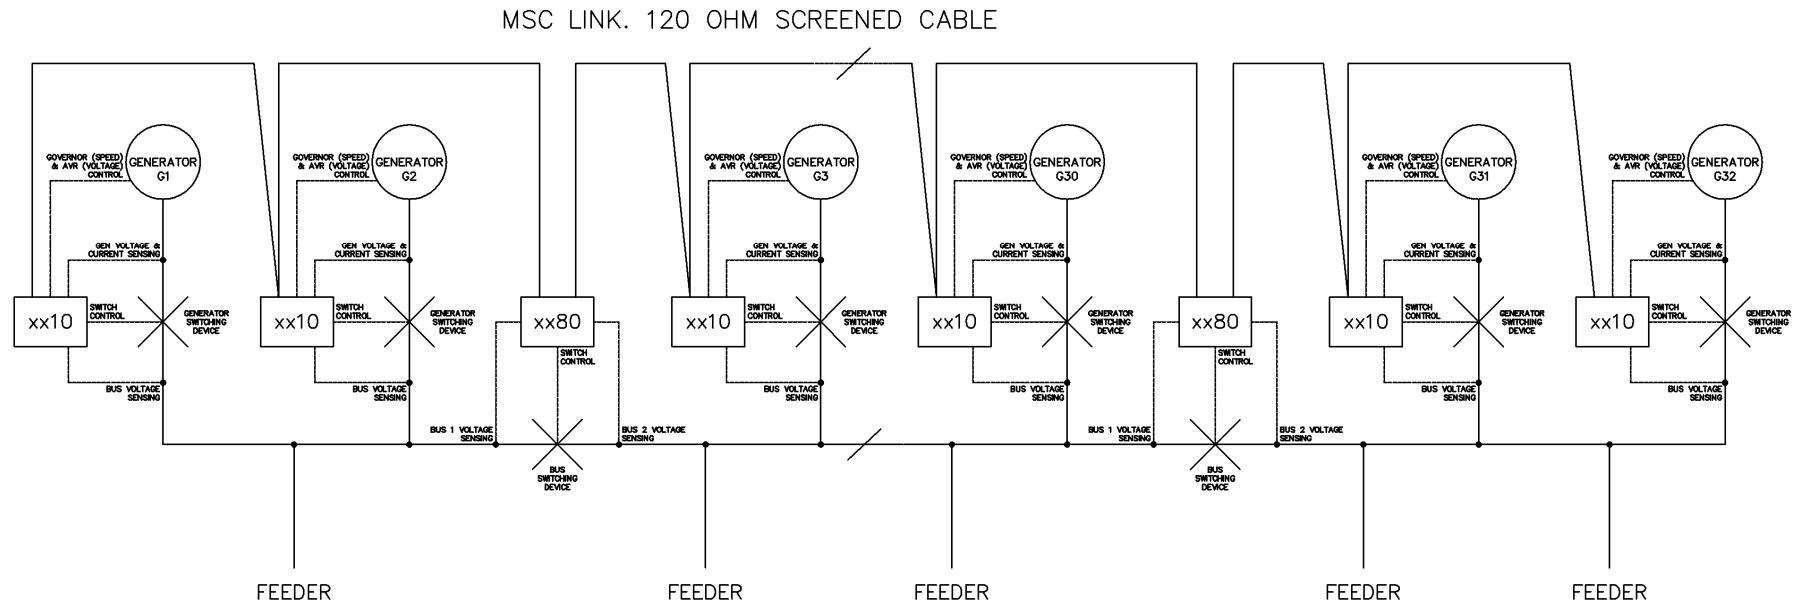 MSC LINK. 120 OHM SCREENED CABLE
GOVERNOR (SPEED)
& AVR (VOLTAGE)
CONTROL
GENERATOR
G1
GEN VOLTAGE &
CURRENT SENSING
xx10
SWITCH
CONTROL
GENERATOR
SWITCHING
DEVICE
BUS VOLTAGE
SENSING
GOVERNOR (SPEED)
& AVR (VOLTAGE)
CONTROL
GENERATOR
G2
GEN VOLTAGE &
CURRENT SENSING
xx10
SWITCH
CONTROL
GENERATOR
SWITCHING
DEVICE
BUS VOLTAGE
SENSING
xx80
SWITCH
CONTROL
BUS 1 VOLTAGE
SENSING
BUS 2 VOLTAGE
SENSING
BUS
SWITCHING
DEVICE
GOVERNOR (SPEED)
& AVR (VOLTAGE)
CONTROL
GENERATOR
G3
GEN VOLTAGE &
CURRENT SENSING
xx10
SWITCH
CONTROL
GENERATOR
SWITCHING
DEVICE
BUS VOLTAGE
SENSING
GOVERNOR (SPEED)
& AVR (VOLTAGE)
CONTROL
GENERATOR
G30
GEN VOLTAGE &
CURRENT SENSING
xx10
SWITCH
CONTROL
GENERATOR
SWITCHING
DEVICE
BUS VOLTAGE
SENSING
xx80
SWITCH
CONTROL
BUS 1 VOLTAGE
SENSING
BUS 2 VOLTAGE
SENSING
BUS
SWITCHING
DEVICE
GOVERNOR (SPEED)
& AVR (VOLTAGE)
CONTROL
GENERATOR
G31
GEN VOLTAGE &
CURRENT SENSING
xx10
SWITCH
CONTROL
GENERATOR
SWITCHING
DEVICE
BUS VOLTAGE
SENSING
GOVERNOR (SPEED)
& AVR (VOLTAGE)
CONTROL
GENERATOR
G32
GEN VOLTAGE &
CURRENT SENSING
xx10
SWITCH
CONTROL
GENERATOR
SWITCHING
DEVICE
BUS VOLTAGE
SENSING
FEEDER
FEEDER
FEEDER
FEEDER
FEEDER